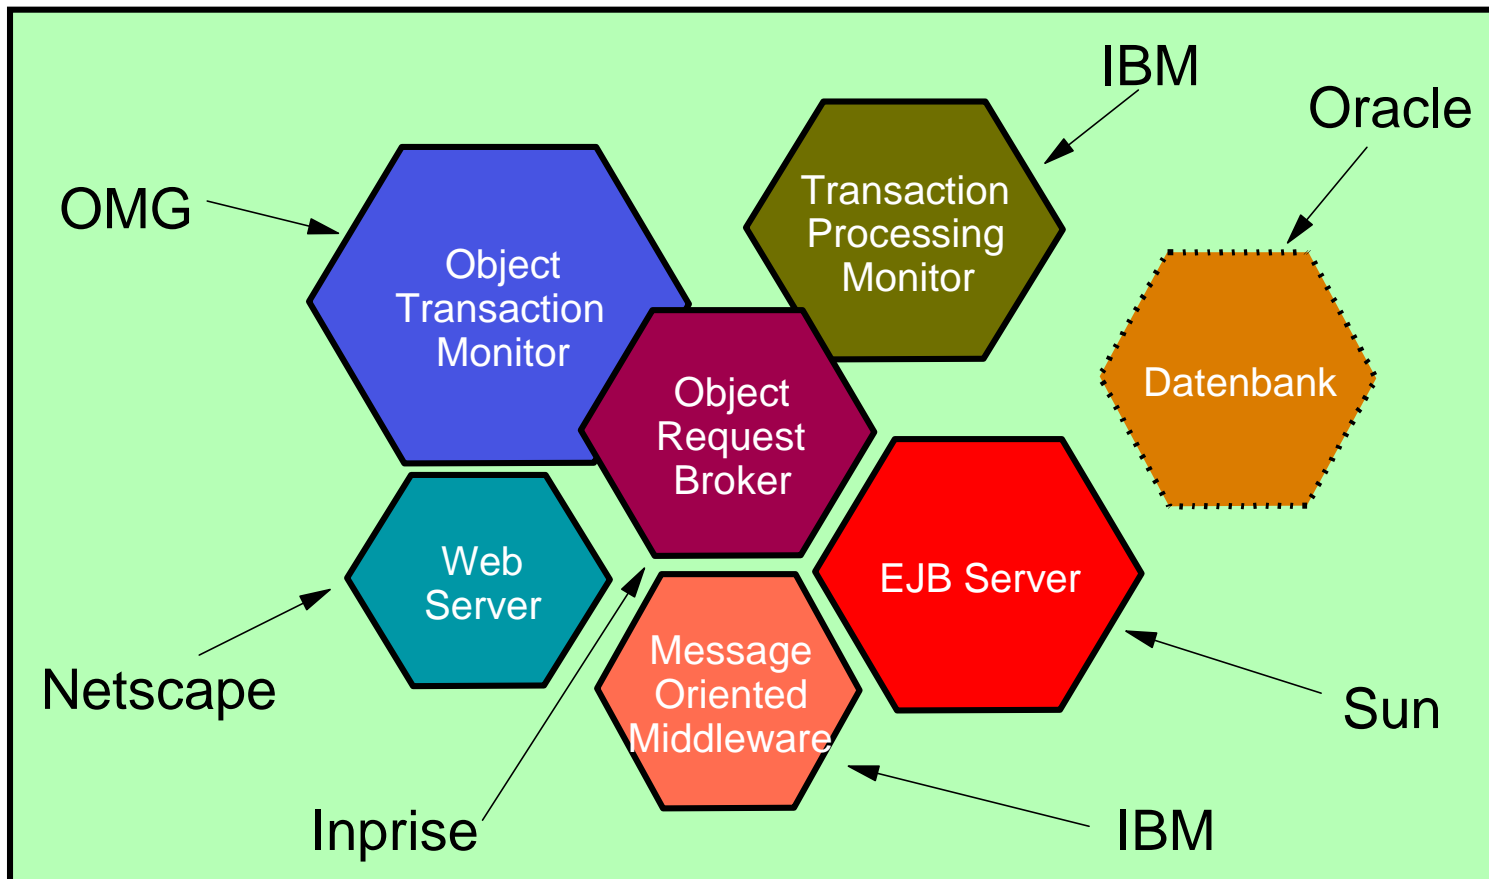 IBM
Oracle
OMG
Transaction
Processing
Monitor
Object
Transaction
Monitor
Datenbank
Object
Request
Broker
Web
Server
EJB Server
Message
Oriented
Middleware
Netscape
Sun
Inprise
IBM